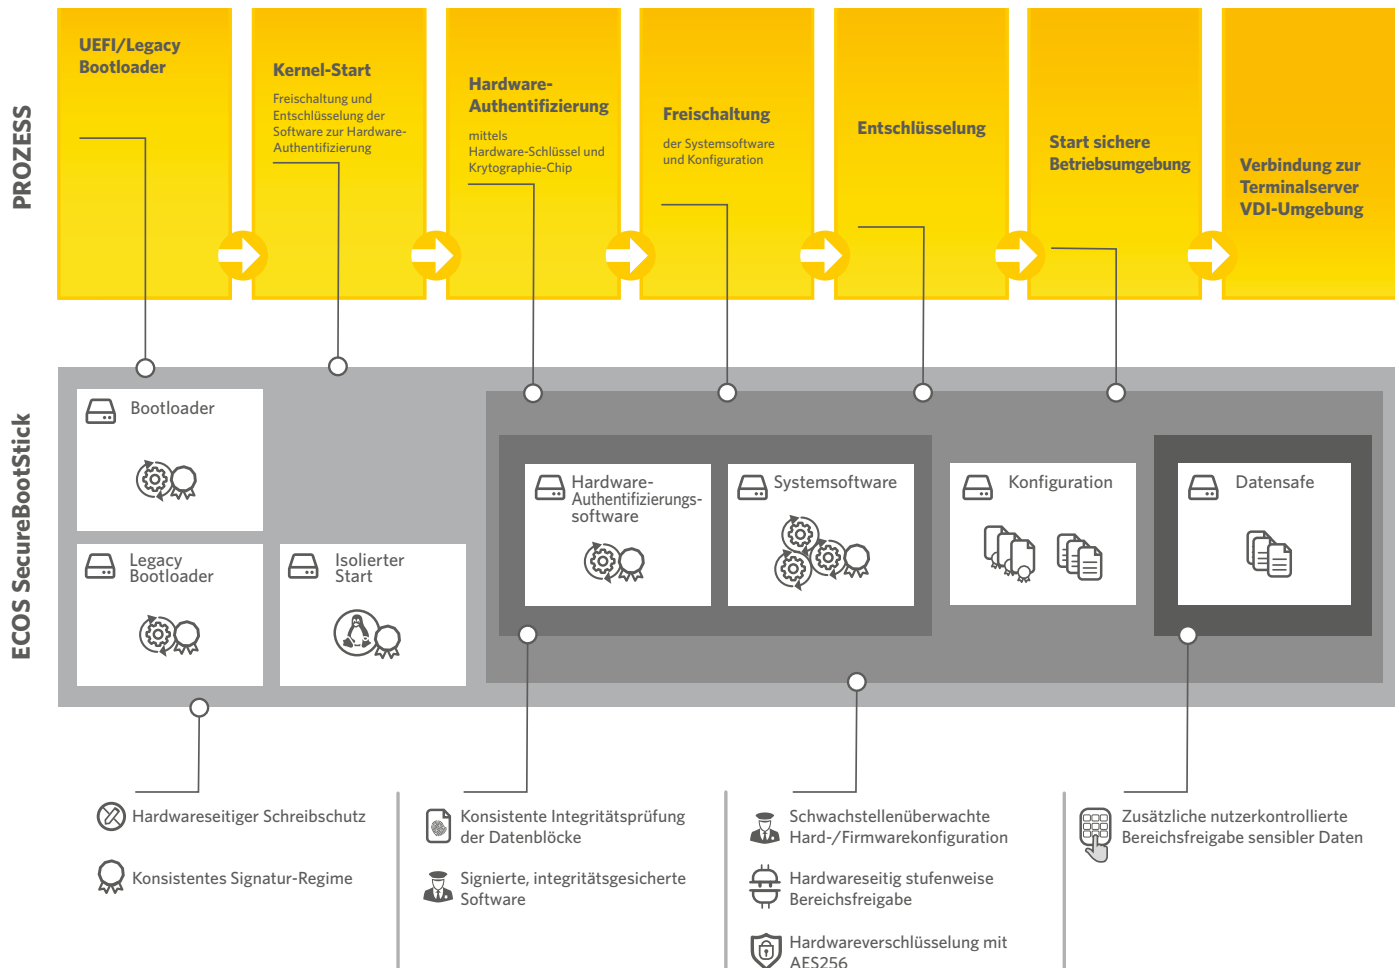 PROZESS
UEFI/Legacy
Bootloader
Kernel-Start
Freischaltung und
Entschlüsselung der
Software zur Hardware-
Authentifizierung
Hardware-
Authentifizierung
mittels
Hardware-Schlüssel und
Krytographie-Chip
Freischaltung
der Systemsoftware
und Konfiguration
Entschlüsselung
Start sichere
Betriebsumgebung
Verbindung zur
Terminalserver
VDI-Umgebung
ECOS SecureBootStick
Bootloader
Legacy
Bootloader
Isolierter
Start
Hardware-
Authentifizierungs-
software
Systemsoftware
Konfiguration
Datensafe
Hardwareseitiger Schreibschutz
Konsistentes Signatur-Regime
Konsistente Integritätsprüfung
der Datenblöcke
Signierte, integritätsgesicherte
Software
Schwachstellenüberwachte
Hard-/Firmwarekonfiguration
Hardwareseitig stufenweise
Bereichsfreigabe
Hardwareverschlüsselung mit
AES256
Zusätzliche nutzerkontrollierte
Bereichsfreigabe sensibler Daten